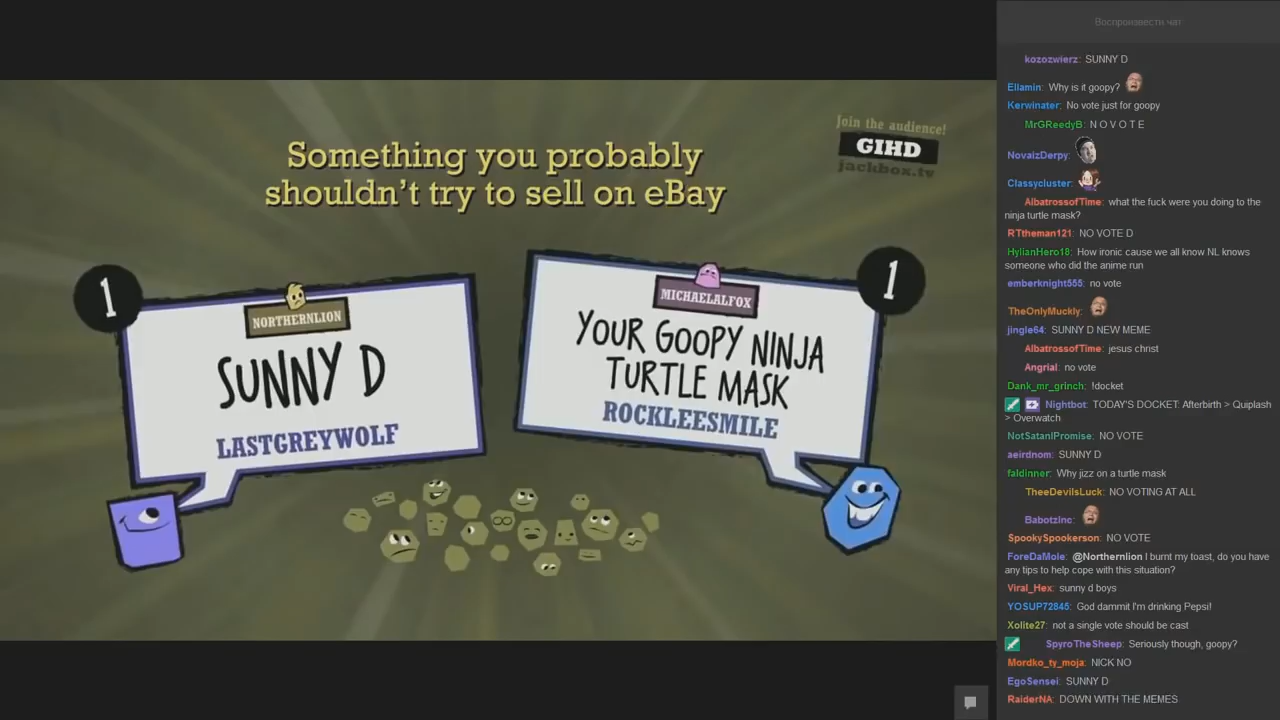 Воспроизвести чат
Something you probably
shouldn't try to sell on eBay
Join the audience!
GIHD
jackbox.tv
1
NORTHERNLION
SUNNY D
LASTGREYWOLF
1
MICHAELALFOX
YOUR GOOPY NINJA
TURTLE MASK
ROCKLEESMILE
kozozwierz: SUNNY D
Ellamin: Why is it goopy?
Kerwinater: No vote just for goopy
MrGReedyB: N O V O T E
NovaizDerpy:
Classycluster:
AlbatrossofTime: what the fuck were you doing to the
ninja turtle mask?
RTtheman121: NO VOTE D
HylianHero18: How ironic cause we all know NL knows
someone who did the anime run
emberknight555: no vote
TheOnlyMuckly:
jingle64: SUNNY D NEW MEME
AlbatrossofTime: jesus christ
Angrial: no vote
Dank_mr_grinch: !docket
Nightbot: TODAY'S DOCKET: Afterbirth > Quiplash
> Overwatch
NotSatanIPromise: NO VOTE
aeirdnom: SUNNY D
faldinner: Why jizz on a turtle mask
TheeDevilsLuck: NO VOTING AT ALL
Babotzinc:
SpookySpookerson: NO VOTE
ForeDaMole: @Northernlion I burnt my toast, do you have
any tips to help cope with this situation?
Viral_Hex: sunny d boys
YOSUP72845: God dammit I'm drinking Pepsi!
Xolite27: not a single vote should be cast
SpyroTheSheep: Seriously though, goopy?
Mordko_ty_moja: NICK NO
EgoSensei: SUNNY D
RaiderNA: DOWN WITH THE MEMES